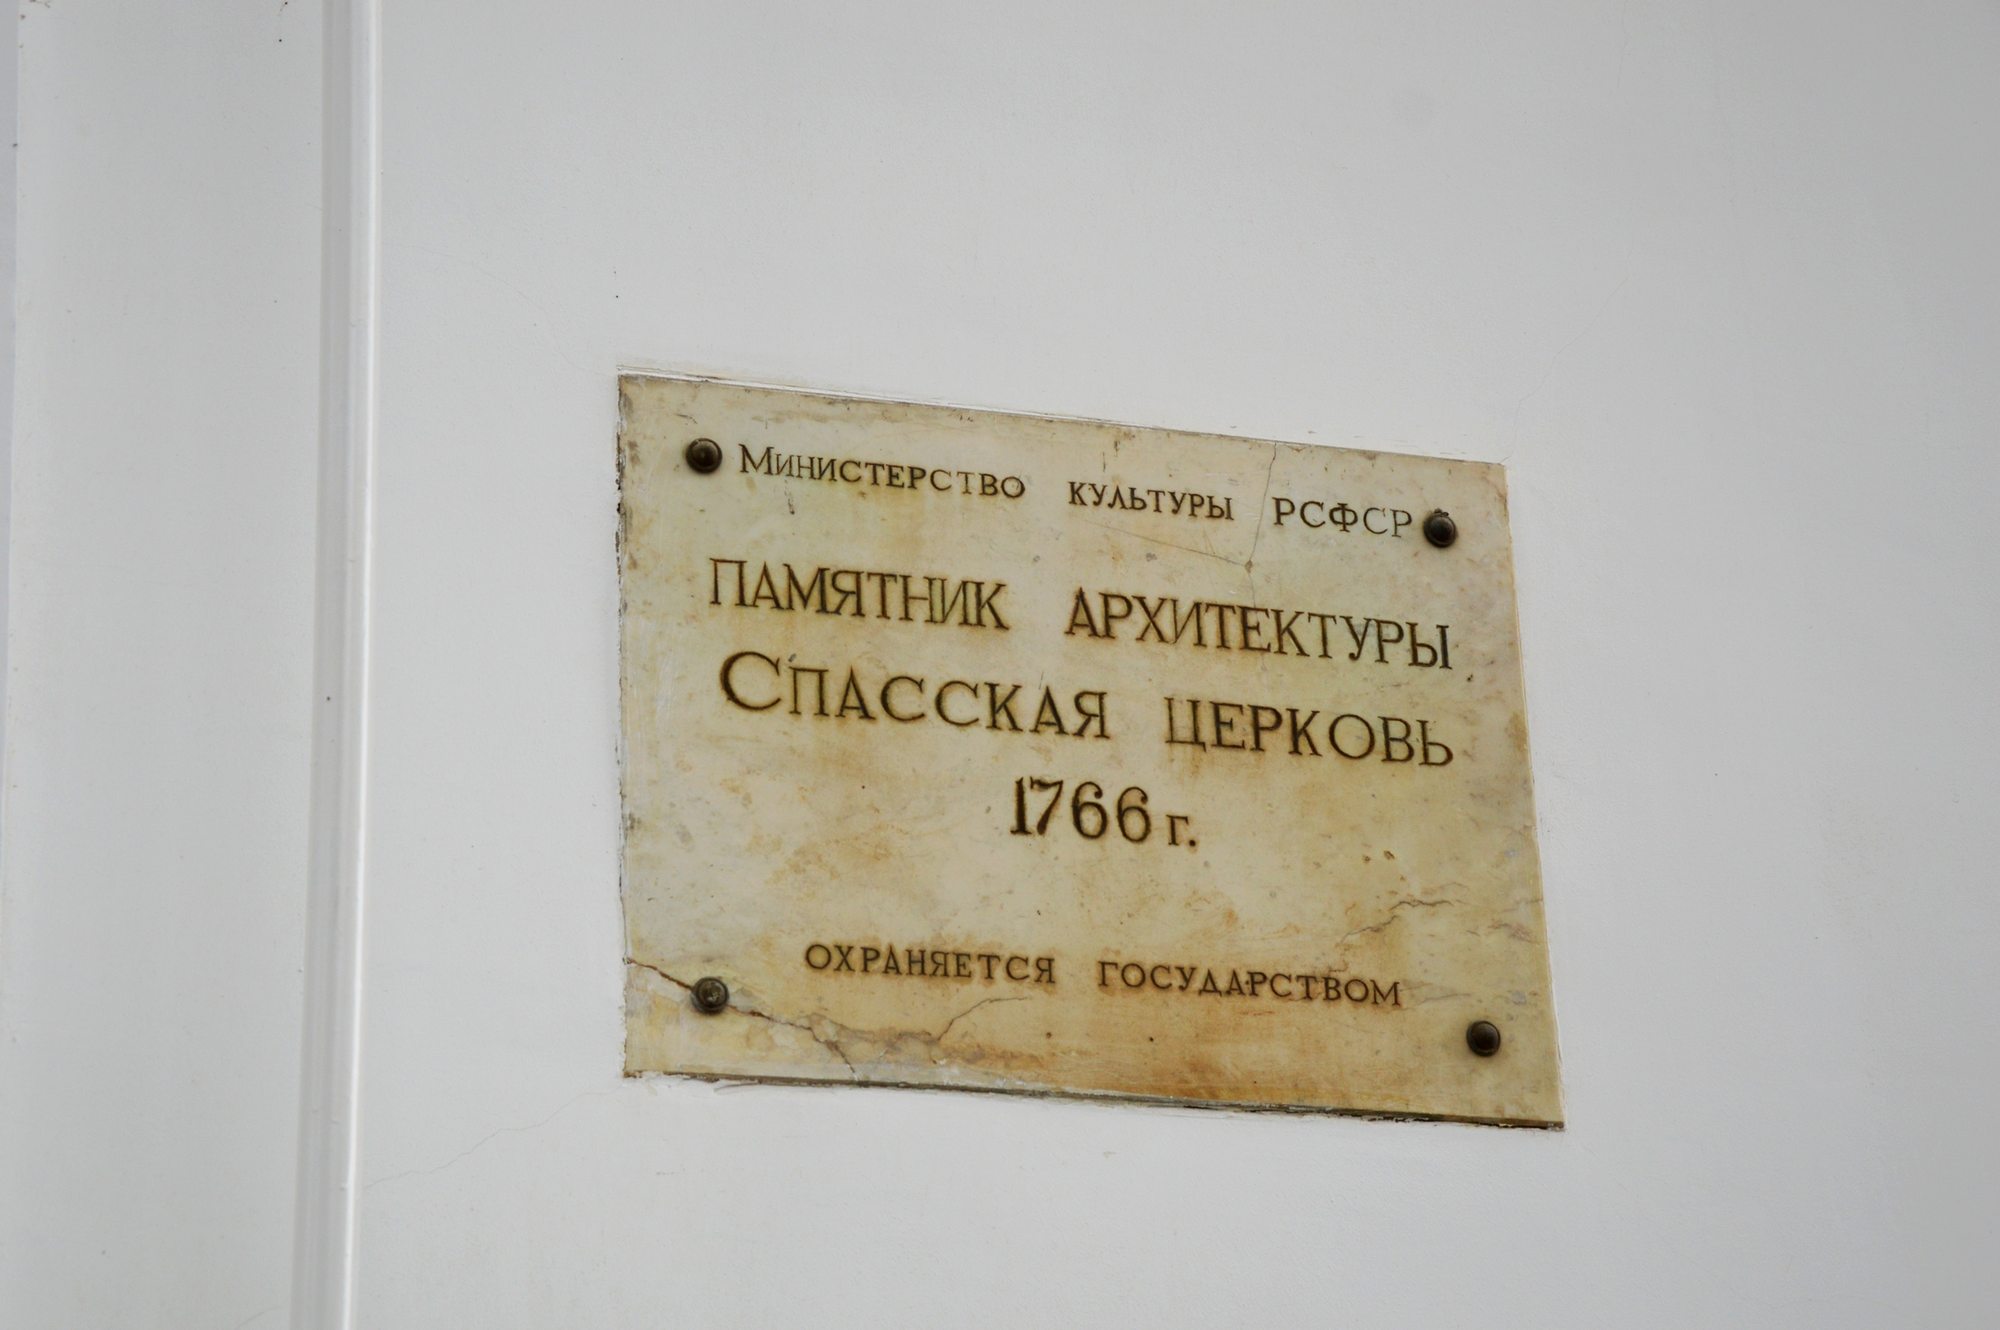 Министерство культуры РСФСР
ПАМЯТНИК АРХИТЕКТУРЫ
Спасская церковь
1766 г.
охраняется государством